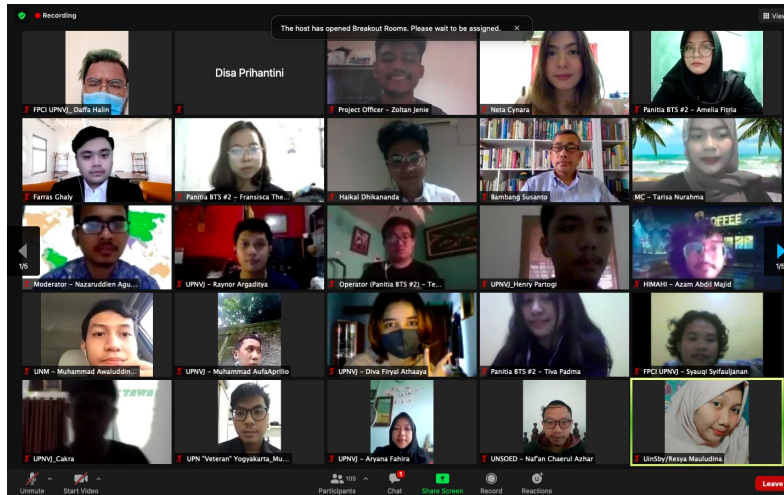 Recording
The host has opened Breakout Rooms. Please wait to be assigned.
View
FPCI UPNVJ_ Daffa Halin
Disa Prihantini
Project Officer - Zoltan Jenie
Neta Cynara
Panitia BTS #2 - Amelia Fitria
Farras Ghaly
Panitia BTS #2 - Fransisca The...
Haikal Dhikananda
Bambang Susanto
MC - Tarisa Nurahma
1/5
Moderator - Nazaruddien Agu...
UPNVJ - Raynor Argaditya
Operator (Panitia BTS #2) - Te...
UPNVJ_Henry Partogi
HIMAHI - Azam Abdil Majid
1/5
UNM - Muhammad Awaluddin...
UPNVJ - Muhammad AufaAprilio
UPNVJ - Diva Firyal Athaaya
Panitia BTS #2 - Tiva Padma
FPCI UPNVJ - Syauqi Syifauljanan
UPNVJ_Cakra
UPN "Veteran" Yogyakarta_Mu...
UPNVJ - Aryana Fahira
UNSOED - Naf'an Chaerul Azhar
UinSby/Resya Mauludina
Unmute
Start Video
105
Participants
1
Chat
Share Screen
Record
Reactions
Leave